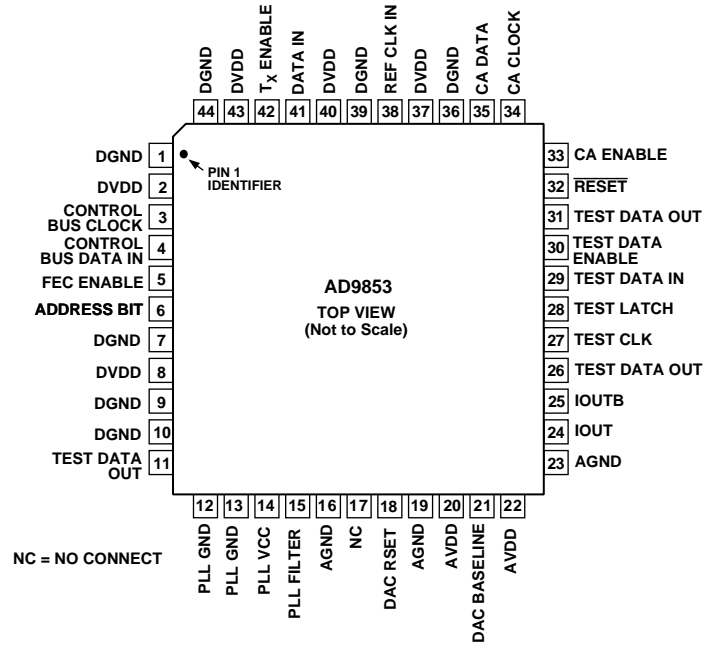 DGND
DVDD
TX ENABLE
DATA IN
DVDD
DGND
REF CLK IN
DVDD
DGND
CA DATA
CA CLOCK
44
43
42
41
40
39
38
37
36
35
34
DGND 1
DVDD 2
CONTROL
BUS CLOCK 3
CONTROL
BUS DATA IN 4
FEC ENABLE 5
ADDRESS BIT 6
DGND 7
DVDD 8
DGND 9
DGND 10
TEST DATA
OUT 11
PIN 1
IDENTIFIER
AD9853
TOP VIEW
(Not to Scale)
33 CA ENABLE
32 RESET
31 TEST DATA OUT
30 TEST DATA
ENABLE
29 TEST DATA IN
28 TEST LATCH
27 TEST CLK
26 TEST DATA OUT
25 IOUTB
24 IOUT
23 AGND
12
13
14
15
16
17
18
19
20
21
22
PLL GND
PLL GND
PLL VCC
PLL FILTER
AGND
NC
DAC RSET
AGND
AVDD
DAC BASELINE
AVDD
NC = NO CONNECT